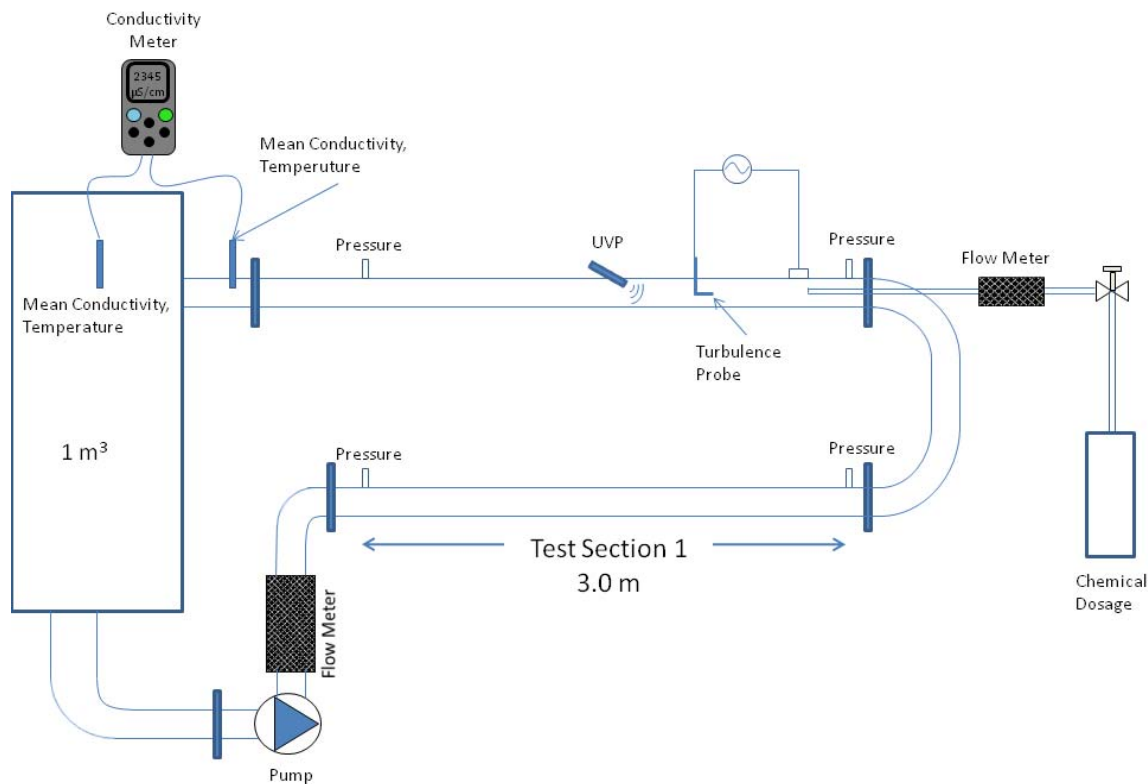 Conductivity
Meter
2345
µS/cm
Mean Conductivity,
Temperuture
Pressure
UVP
Pressure
Flow Meter
Mean Conductivity,
Temperature
Turbulence
Probe
1 m³
Pressure
Pressure
Test Section 1
3.0 m
Flow Meter
Chemical
Dosage
Pump